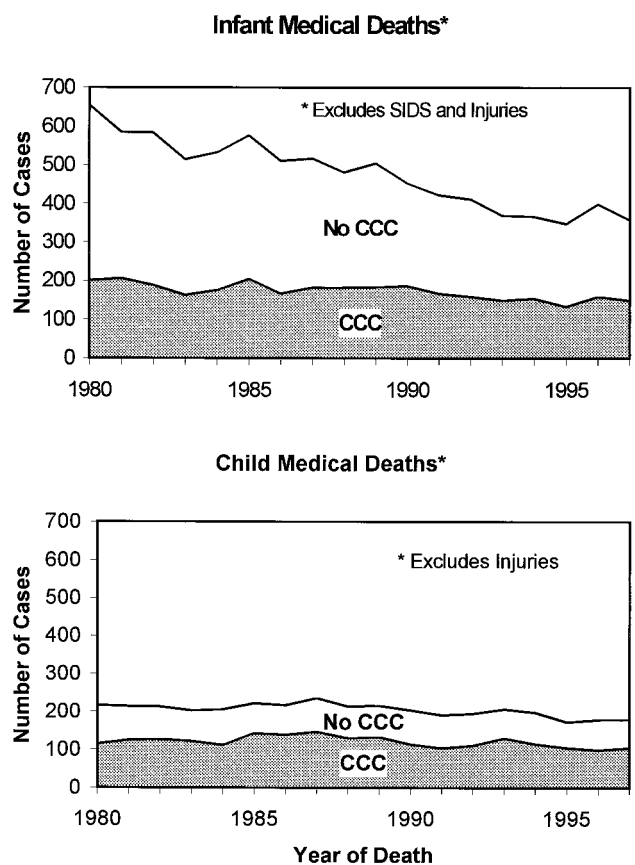 Infant Medical Deaths*
Number of Cases
700
600
500
400
300
200
100
0
* Excludes SIDS and Injuries
No CCC
CCC
1980 1985 1990 1995
Child Medical Deaths*
Number of Cases
700
600
500
400
300
200
100
0
* Excludes Injuries
No CCC
CCC
1980 1985 1990 1995
Year of Death